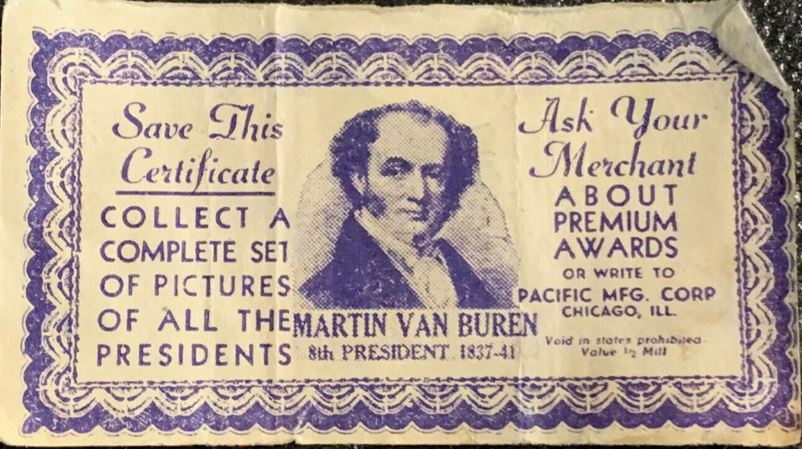 Save This
Certificate
COLLECT A
COMPLETE SET
OF PICTURES
OF ALL THE
PRESIDENTS
MARTIN VAN BUREN
8th PRESIDENT 1837-41
Ask Your
Merchant
ABOUT
PREMIUM
AWARDS
OR WRITE TO
PACIFIC MFG. CORP
CHICAGO, ILL.
Void in states prohibited
Value ½ Mill